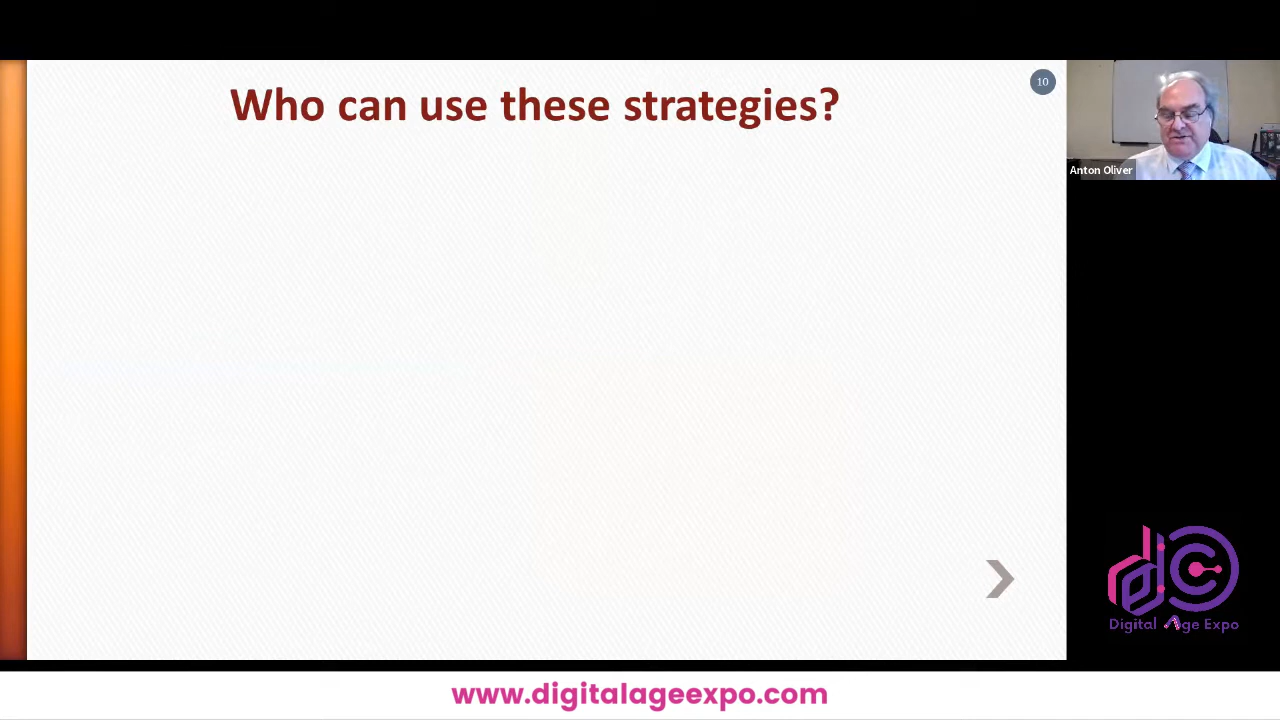 Who can use these strategies?
10
Anton Oliver
Digital Age Expo
www.digitalageexpo.com